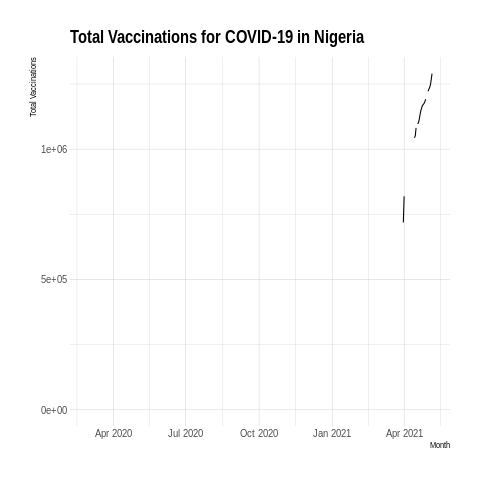 Total Vaccinations for COVID-19 in Nigeria
Total Vaccinations
1e+06
5e+05
0e+00
Apr 2020 Jul 2020 Oct 2020 Jan 2021 Apr 2021
Month